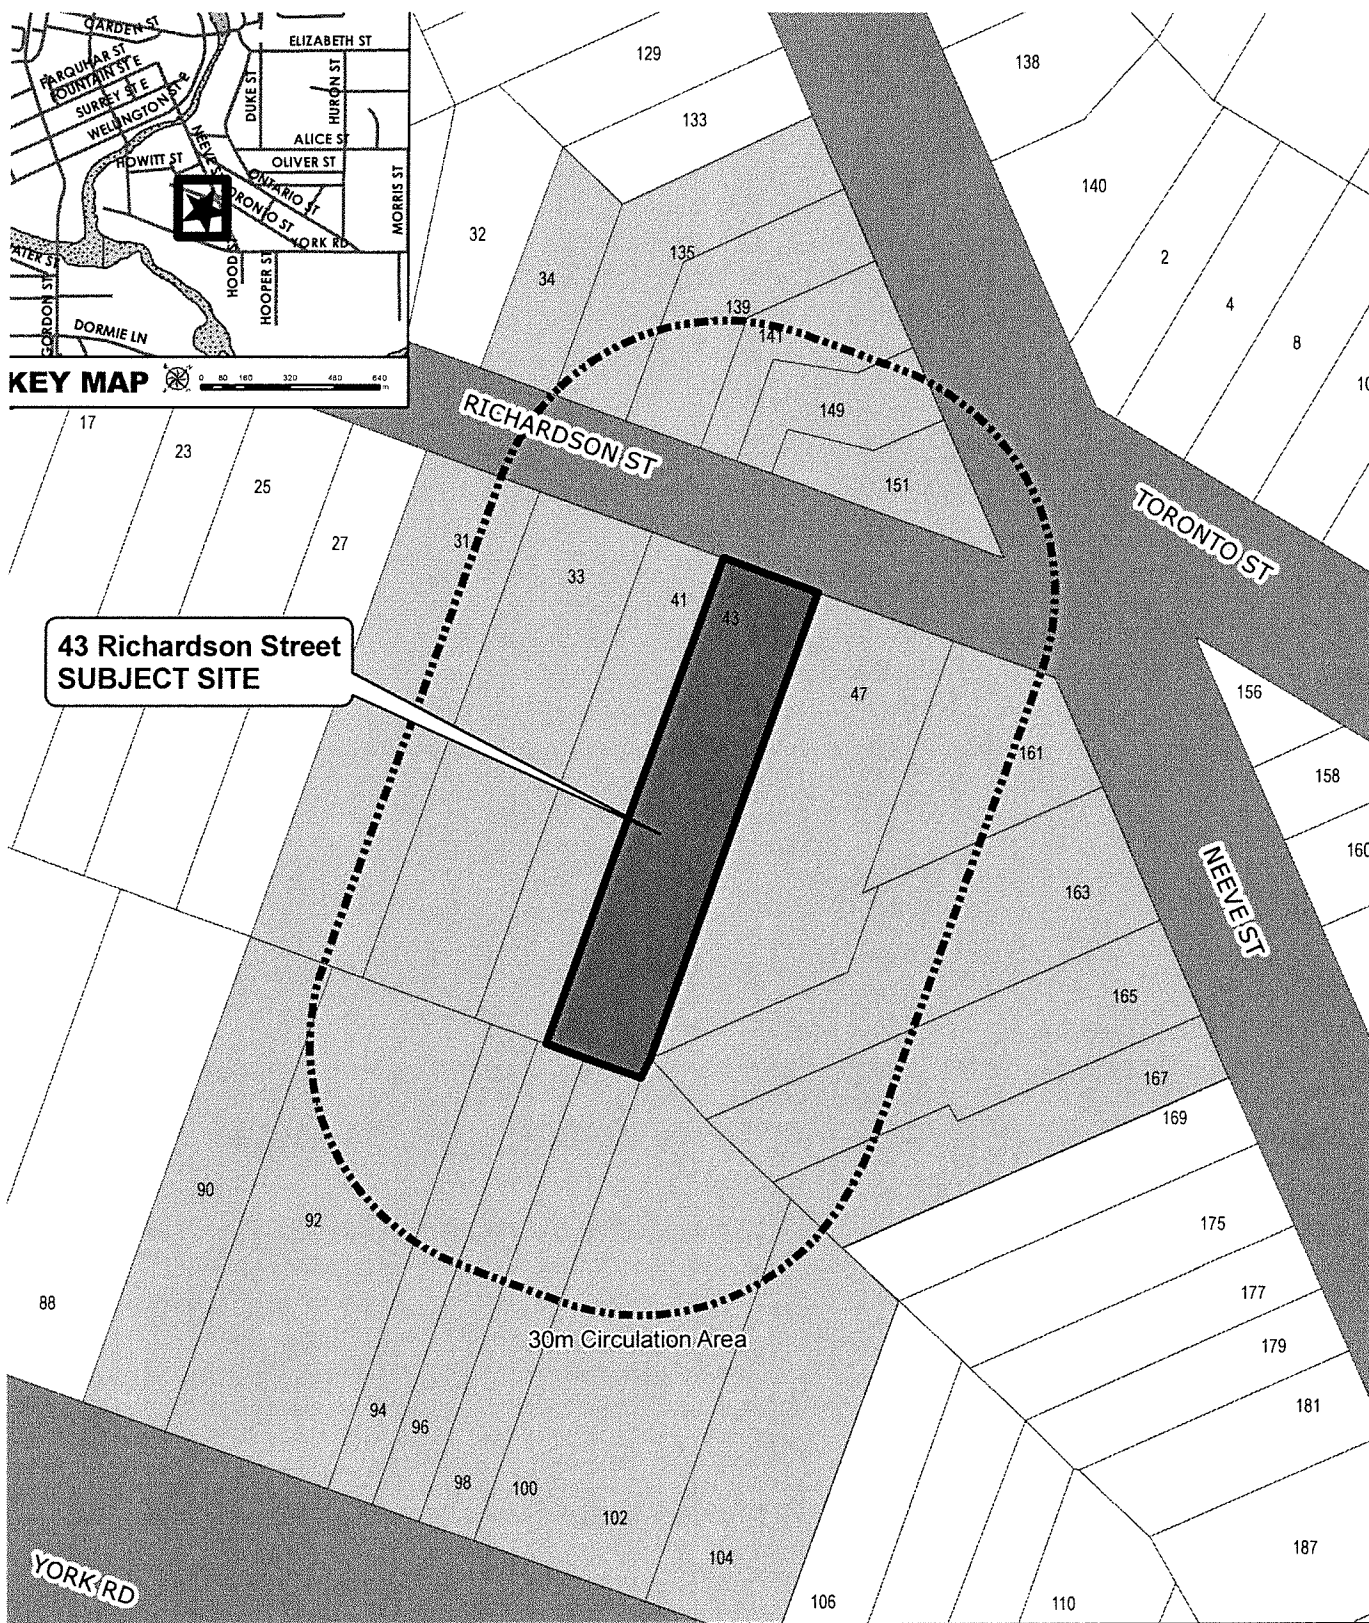 GARDEN ST
ELIZABETH ST
FARQUHAR ST
FOUNTAIN ST E
SURREY ST E
WELLINGTON ST E
DUKE ST
HURON ST
NEEVE ST
ALICE ST
HOWITT ST
OLIVER ST
ONTARIO ST
TORONTO ST
MORRIS ST
YORK RD
HOOD
HOOPER ST
GORDON ST
DORMIE LN
KEY MAP
0 80 160 320 480 640
m
129
133
138
140
2
4
8
10
32
34
135
139
141
149
151
RICHARDSON ST
TORONTO ST
17
23
25
27
31
33
41
43
47
43 Richardson Street
SUBJECT SITE
161
156
158
160
163
NEEVE ST
165
167
169
175
177
179
181
187
90
92
88
30m Circulation Area
94
96
98
100
102
104
106
110
YORK RD